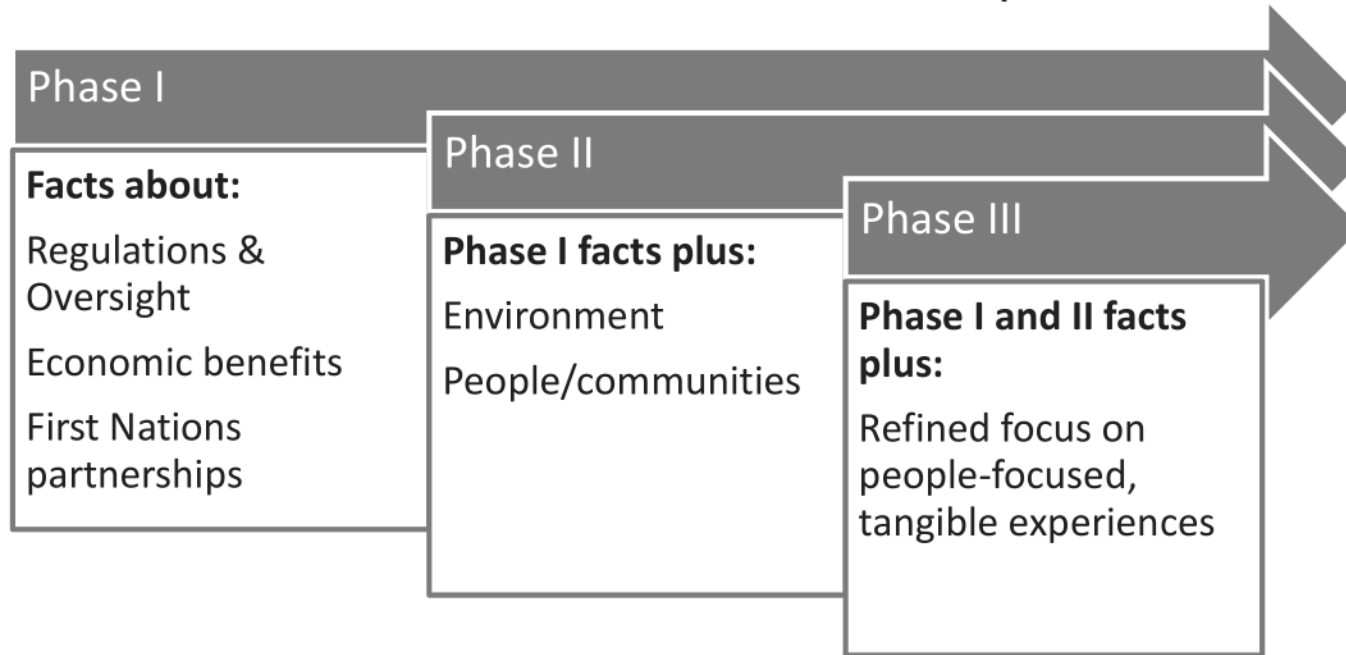 Phase I
Facts about:
Regulations &
Oversight
Economic benefits
First Nations
partnerships
Phase II
Phase I facts plus:
Environment
People/communities
Phase III
Phase I and II facts
plus:
Refined focus on
people-focused,
tangible experiences